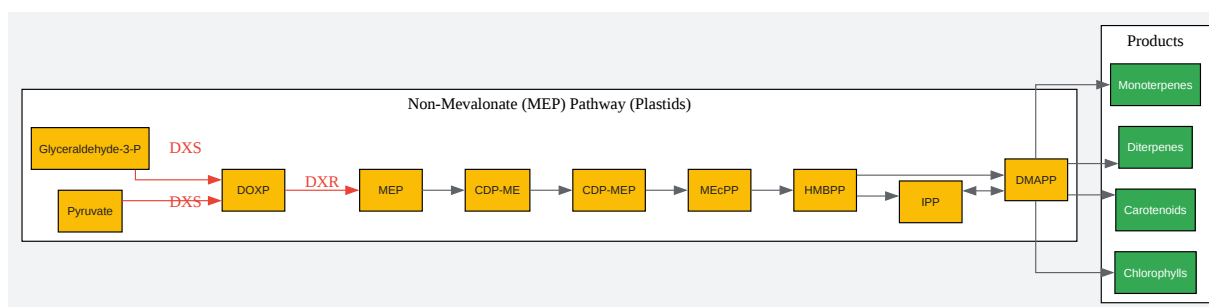 Products
Monoterpenes
Non-Mevalonate (MEP) Pathway (Plastids)
Glyceraldehyde-3-P
DXS
Diterpenes
DXR
DOXP
MEP
CDP-ME
CDP-MEP
MEcPP
HMBPP
DMAPP
IPP
Pyruvate
DXS
Carotenoids
Chlorophylls